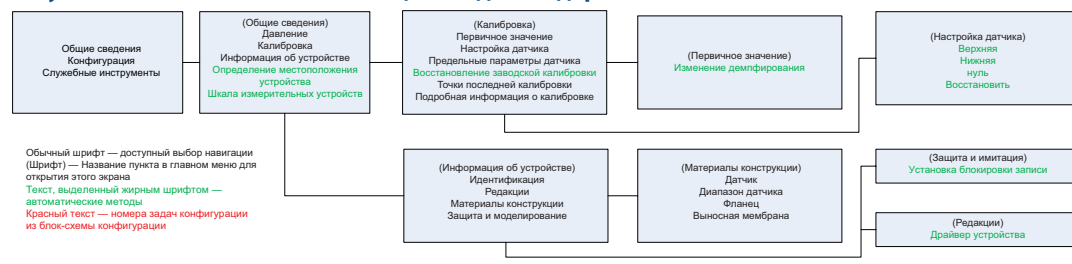 Общие сведения
Конфигурация
Служебные инструменты
(Общие сведения)
Давление
Калибровка
Информация об устройстве
Определение местоположения
устройства
Шкала измерительных устройств
(Калибровка)
Первичное значение
Настройка датчика
Предельные параметры датчика
Восстановление заводской калибровки
Точки последней калибровки
Подробная информация о калибровке
(Первичное значение)
Изменение демпфирования
(Настройка датчика)
Верхняя
Нижняя
нуль
Восстановить
Обычный шрифт — доступный выбор навигации
(Шрифт) — Название пункта в главном меню для
открытия этого экрана
Текст, выделенный жирным шрифтом —
автоматические методы
Красный текст — номера задач конфигурации
из блок-схемы конфигурации
(Информация об устройстве)
Идентификация
Редакции
Материалы конструкции
Защита и моделирование
(Материалы конструкции)
Датчик
Диапазон датчика
Фланец
Выносная мембрана
(Защита и имитация)
Установка блокировки записи
(Редакции)
Драйвер устройства